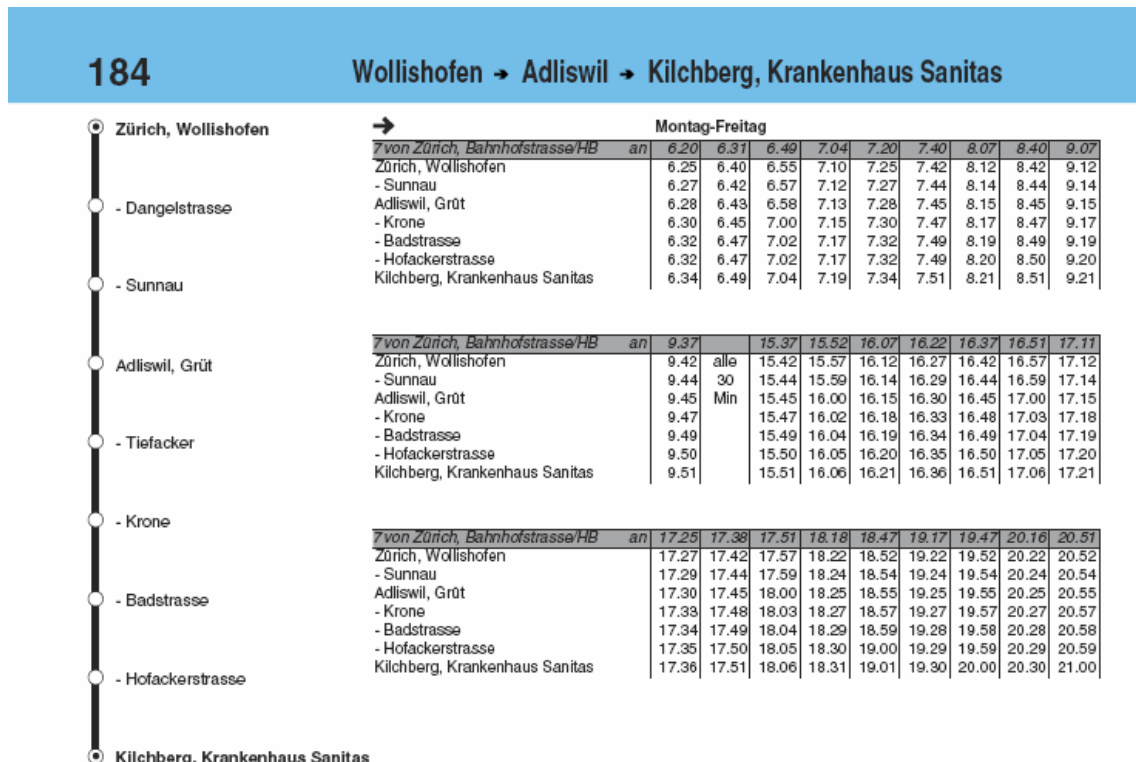 184 Wollishofen → Adliswil → Kilchberg, Krankenhaus Sanitas
Zürich, Wollishofen
- Dangelstrasse
- Sunnau
Adliswil, Grüt
- Tiefacker
- Krone
- Badstrasse
- Hofackerstrasse
Kilchberg, Krankenhaus Sanitas
→ Montag-Freitag
7 von Zürich, Bahnhofstrasse/HB an 6.20 6.31 6.49 7.04 7.20 7.40 8.07 8.40 9.07
Zürich, Wollishofen 6.25 6.40 6.55 7.10 7.25 7.42 8.12 8.42 9.12
- Sunnau 6.27 6.42 6.57 7.12 7.27 7.44 8.14 8.44 9.14
Adliswil, Grüt 6.28 6.43 6.58 7.13 7.28 7.45 8.15 8.45 9.15
- Krone 6.30 6.45 7.00 7.15 7.30 7.47 8.17 8.47 9.17
- Badstrasse 6.32 6.47 7.02 7.17 7.32 7.49 8.19 8.49 9.19
- Hofackerstrasse 6.32 6.47 7.02 7.17 7.32 7.49 8.20 8.50 9.20
Kilchberg, Krankenhaus Sanitas 6.34 6.49 7.04 7.19 7.34 7.51 8.21 8.51 9.21
7 von Zürich, Bahnhofstrasse/HB an 9.37 15.37 15.52 16.07 16.22 16.37 16.51 17.11
Zürich, Wollishofen 9.42 alle 15.42 15.57 16.12 16.27 16.42 16.57 17.12
- Sunnau 9.44 30 15.44 15.59 16.14 16.29 16.44 16.59 17.14
Adliswil, Grüt 9.45 Min 15.45 16.00 16.15 16.30 16.45 17.00 17.15
- Krone 9.47 15.47 16.02 16.18 16.33 16.48 17.03 17.18
- Badstrasse 9.49 15.49 16.04 16.19 16.34 16.49 17.04 17.19
- Hofackerstrasse 9.50 15.50 16.05 16.20 16.35 16.50 17.05 17.20
Kilchberg, Krankenhaus Sanitas 9.51 15.51 16.06 16.21 16.36 16.51 17.06 17.21
7 von Zürich, Bahnhofstrasse/HB an 17.25 17.38 17.51 18.18 18.47 19.17 19.47 20.16 20.51
Zürich, Wollishofen 17.27 17.42 17.57 18.22 18.52 19.22 19.52 20.22 20.52
- Sunnau 17.29 17.44 17.59 18.24 18.54 19.24 19.54 20.24 20.54
Adliswil, Grüt 17.30 17.45 18.00 18.25 18.55 19.25 19.55 20.25 20.55
- Krone 17.33 17.48 18.03 18.27 18.57 19.27 19.57 20.27 20.57
- Badstrasse 17.34 17.49 18.04 18.29 18.59 19.28 19.58 20.28 20.58
- Hofackerstrasse 17.35 17.50 18.05 18.30 19.00 19.29 19.59 20.29 20.59
Kilchberg, Krankenhaus Sanitas 17.36 17.51 18.06 18.31 19.01 19.30 20.00 20.30 21.00